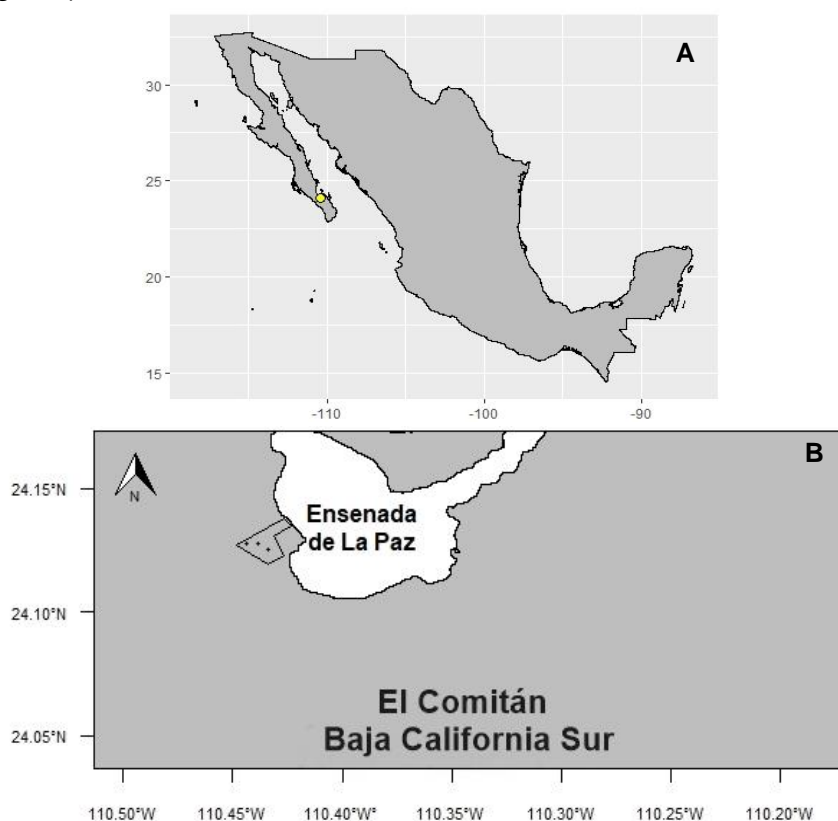 A
30
25
20
15
-110
-100
-90
B
24.15°N
24.10°N
24.05°N
N
Ensenada
de La Paz
El Comitán
Baja California Sur
110.50°W 110.45°W 110.40°W 110.35°W 110.30°W 110.25°W 110.20°W